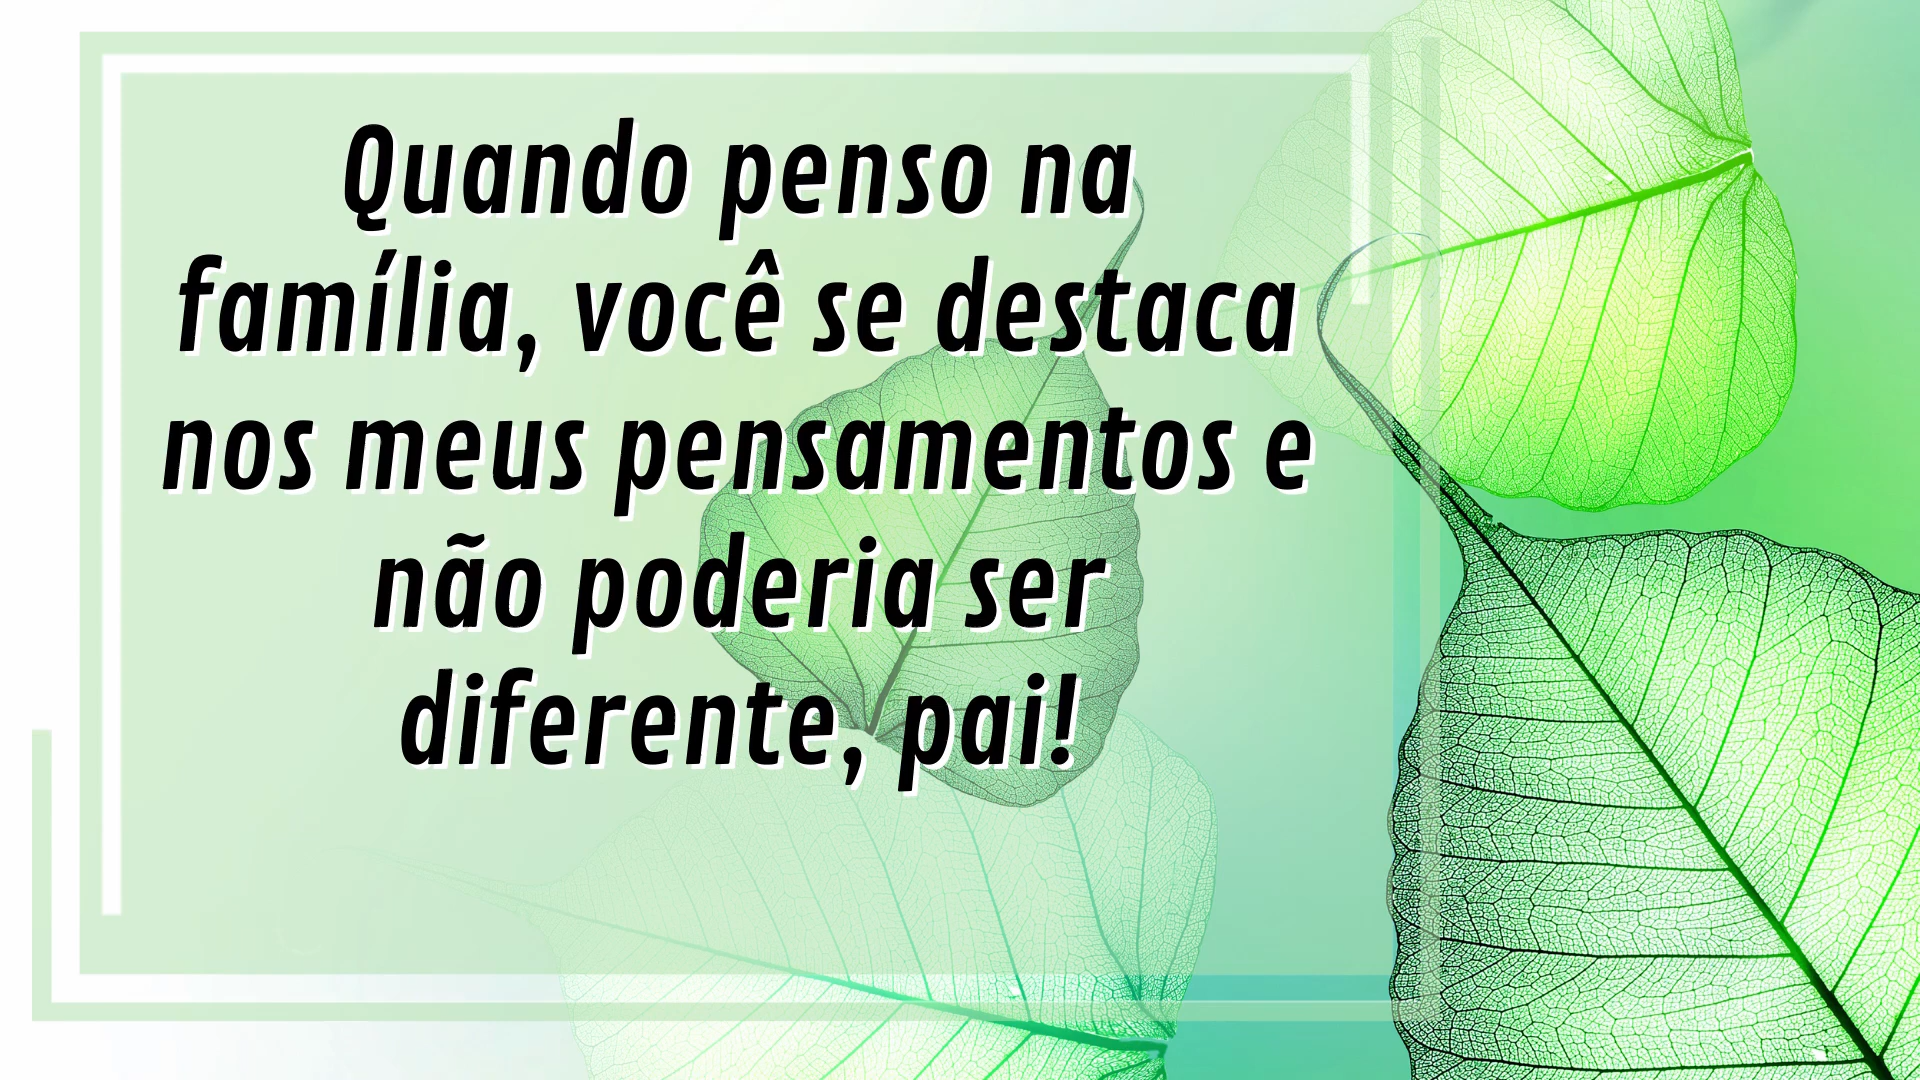 Quando penso na
família, você se destaca
nos meus pensamentos e
não poderia ser
diferente, pai!